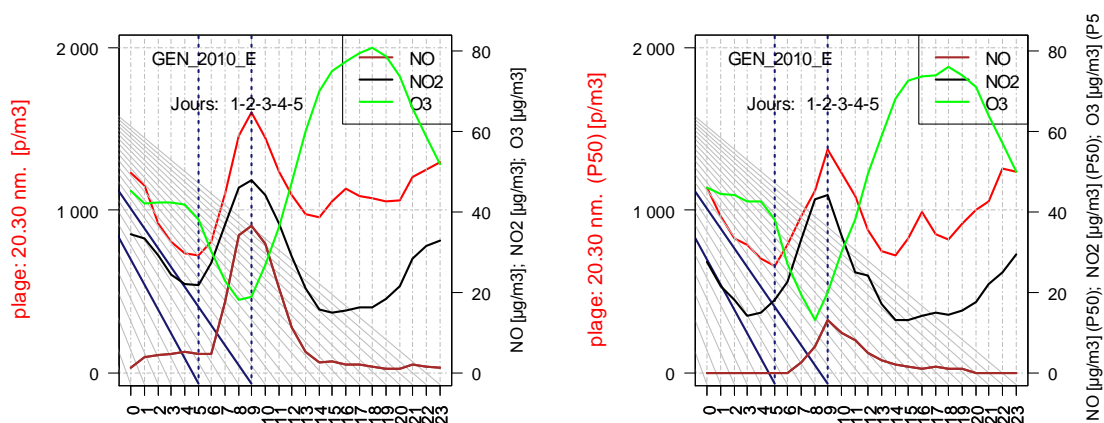 GEN_2010_E
Jours: 1-2-3-4-5
NO
NO2
O3
2 000
1 000
0
80
60
40
20
0
plage: 20.30 nm. [p/m3]
NO [µg/m3]; NO2 [µg/m3]; O3 [µg/m3]
0 1 2 3 4 5 6 7 8 9 10 11 12 13 14 15 16 17 18 19 20 21 22 23
GEN_2010_E
Jours: 1-2-3-4-5
NO
NO2
O3
2 000
1 000
0
80
60
40
20
0
plage: 20.30 nm. (P50) [p/m3]
NO [µg/m3] (P50); NO2 [µg/m3] (P50); O3 [µg/m3] (P5
0 1 2 3 4 5 6 7 8 9 10 11 12 13 14 15 16 17 18 19 20 21 22 23